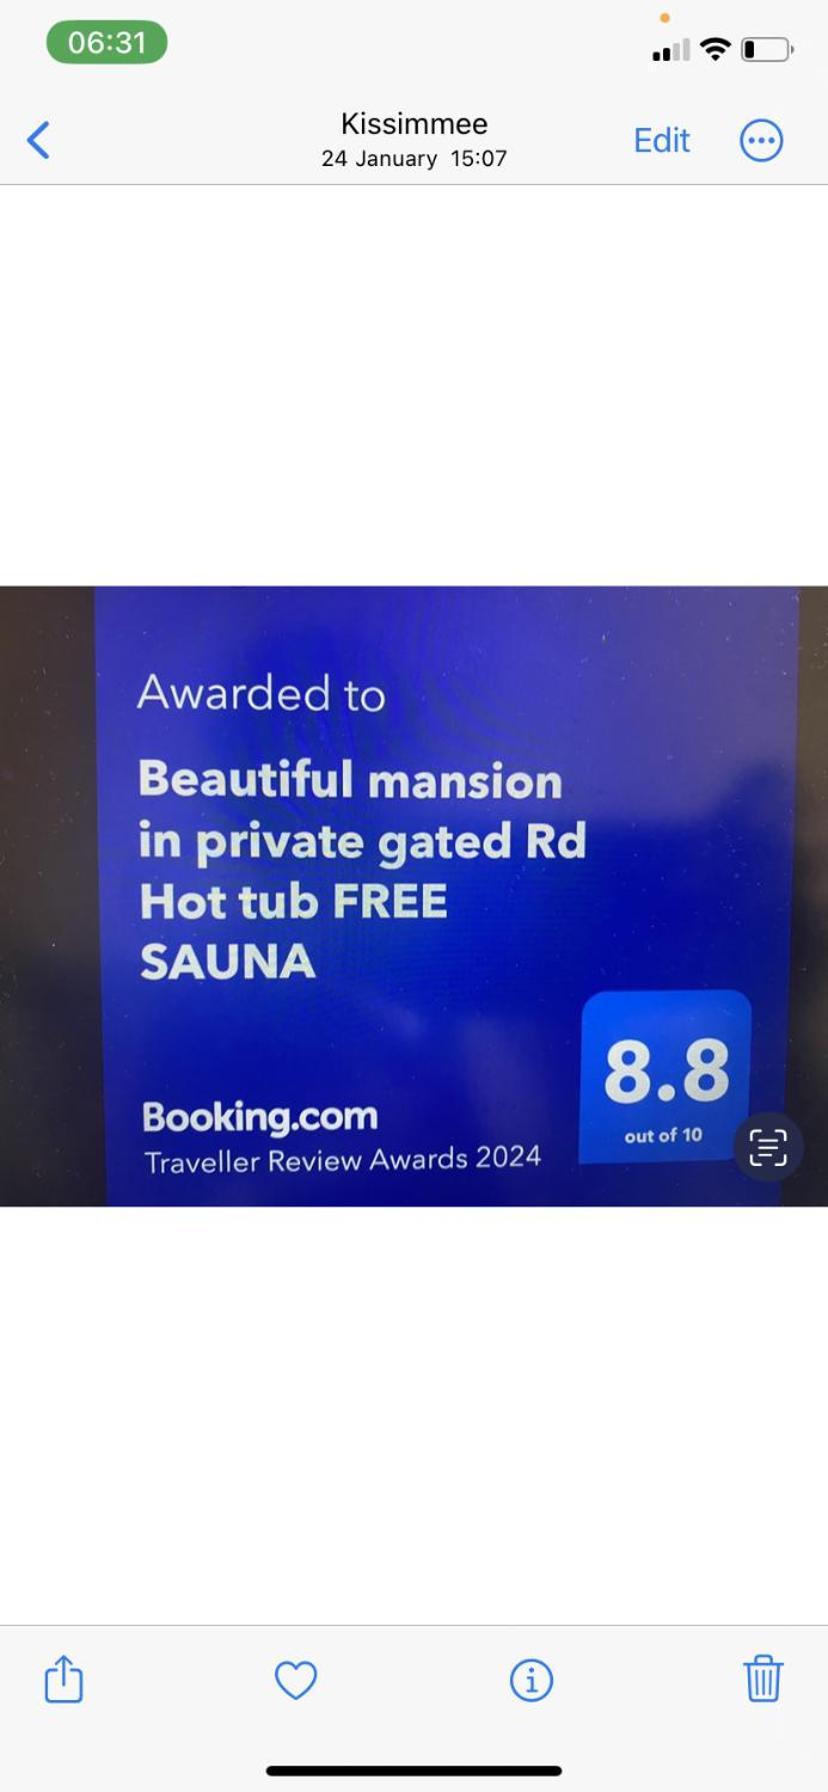 06:31
Kissimmee
24 January 15:07
Edit
Awarded to
Beautiful mansion
in private gated Rd
Hot tub FREE
SAUNA
8.8
out of 10
Booking.com
Traveller Review Awards 2024